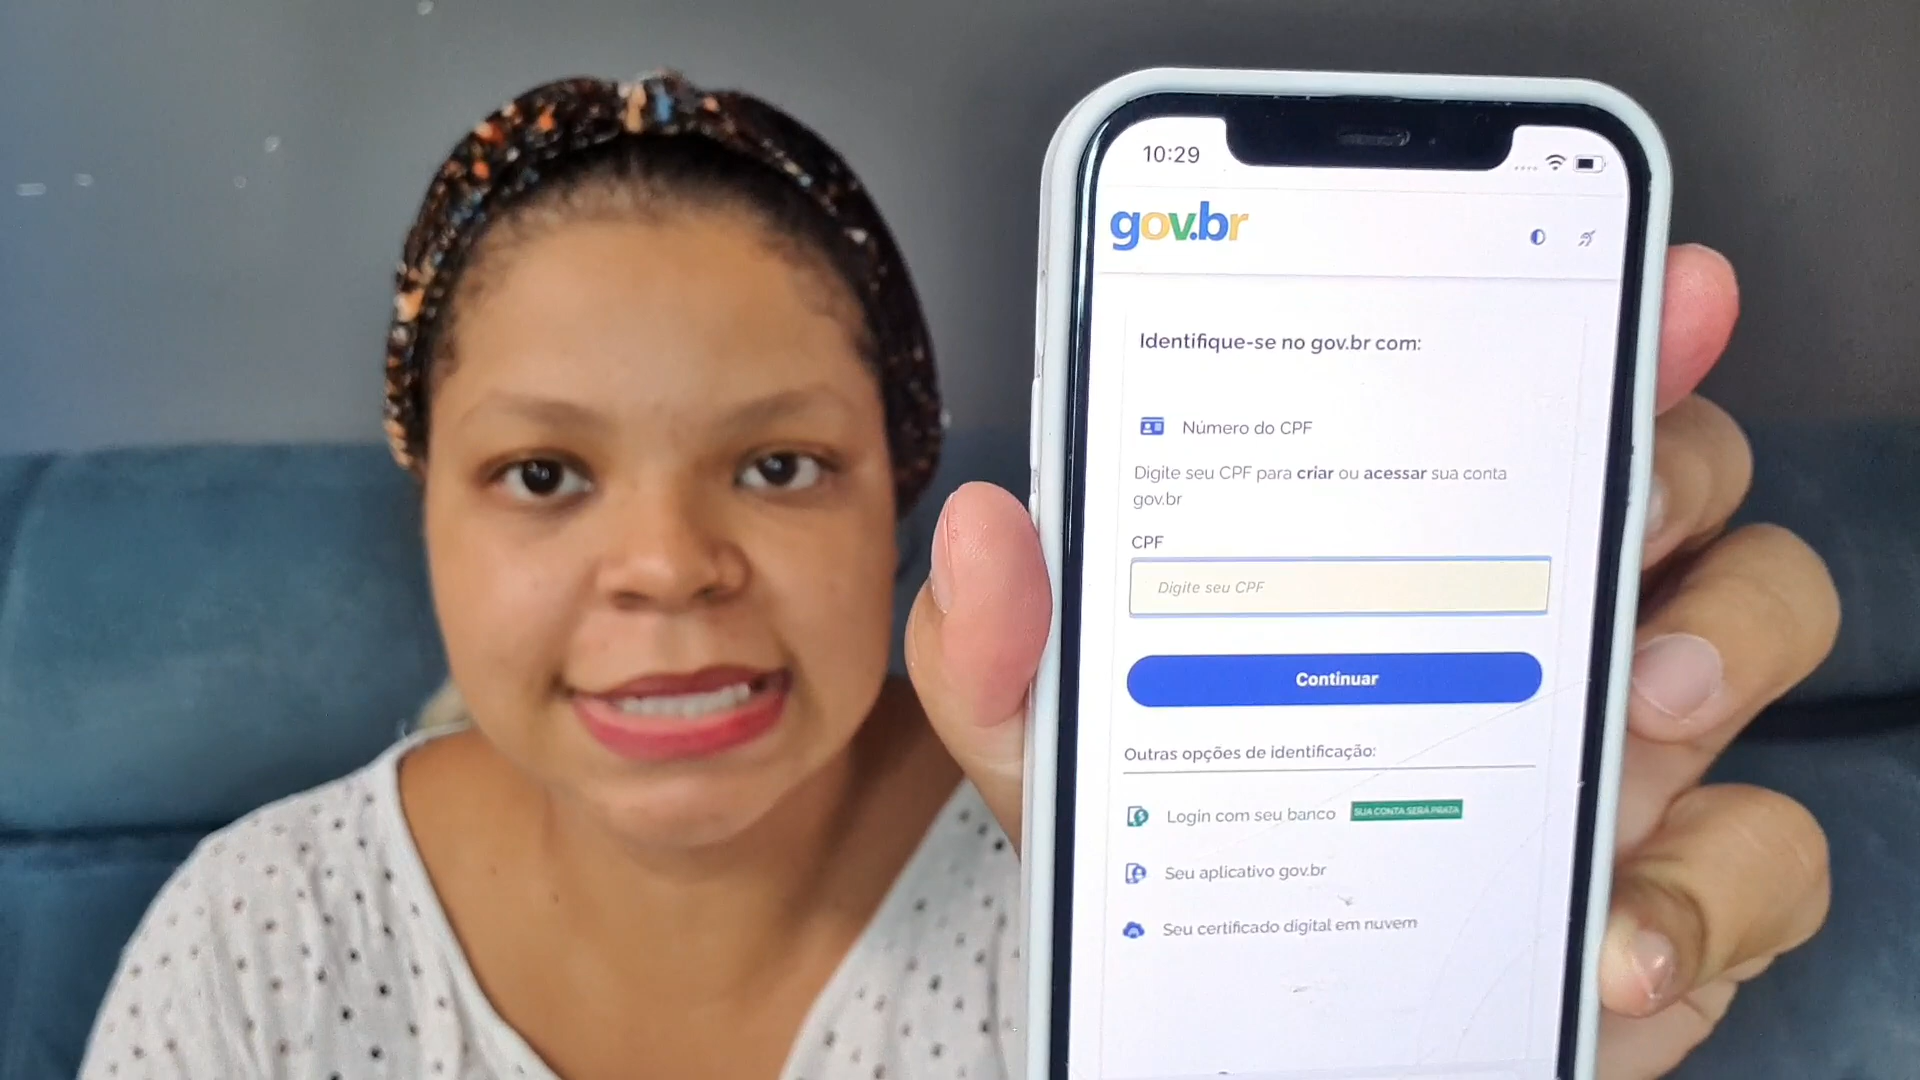 10:29
gov.br
Identifique-se no gov.br com:
Número do CPF
Digite seu CPF para criar ou acessar sua conta
gov.br
CPF
Digite seu CPF
Continuar
Outras opções de identificação:
Login com seu banco SUA CONTA SERÁ PRATA
Seu aplicativo gov.br
Seu certificado digital em nuvem